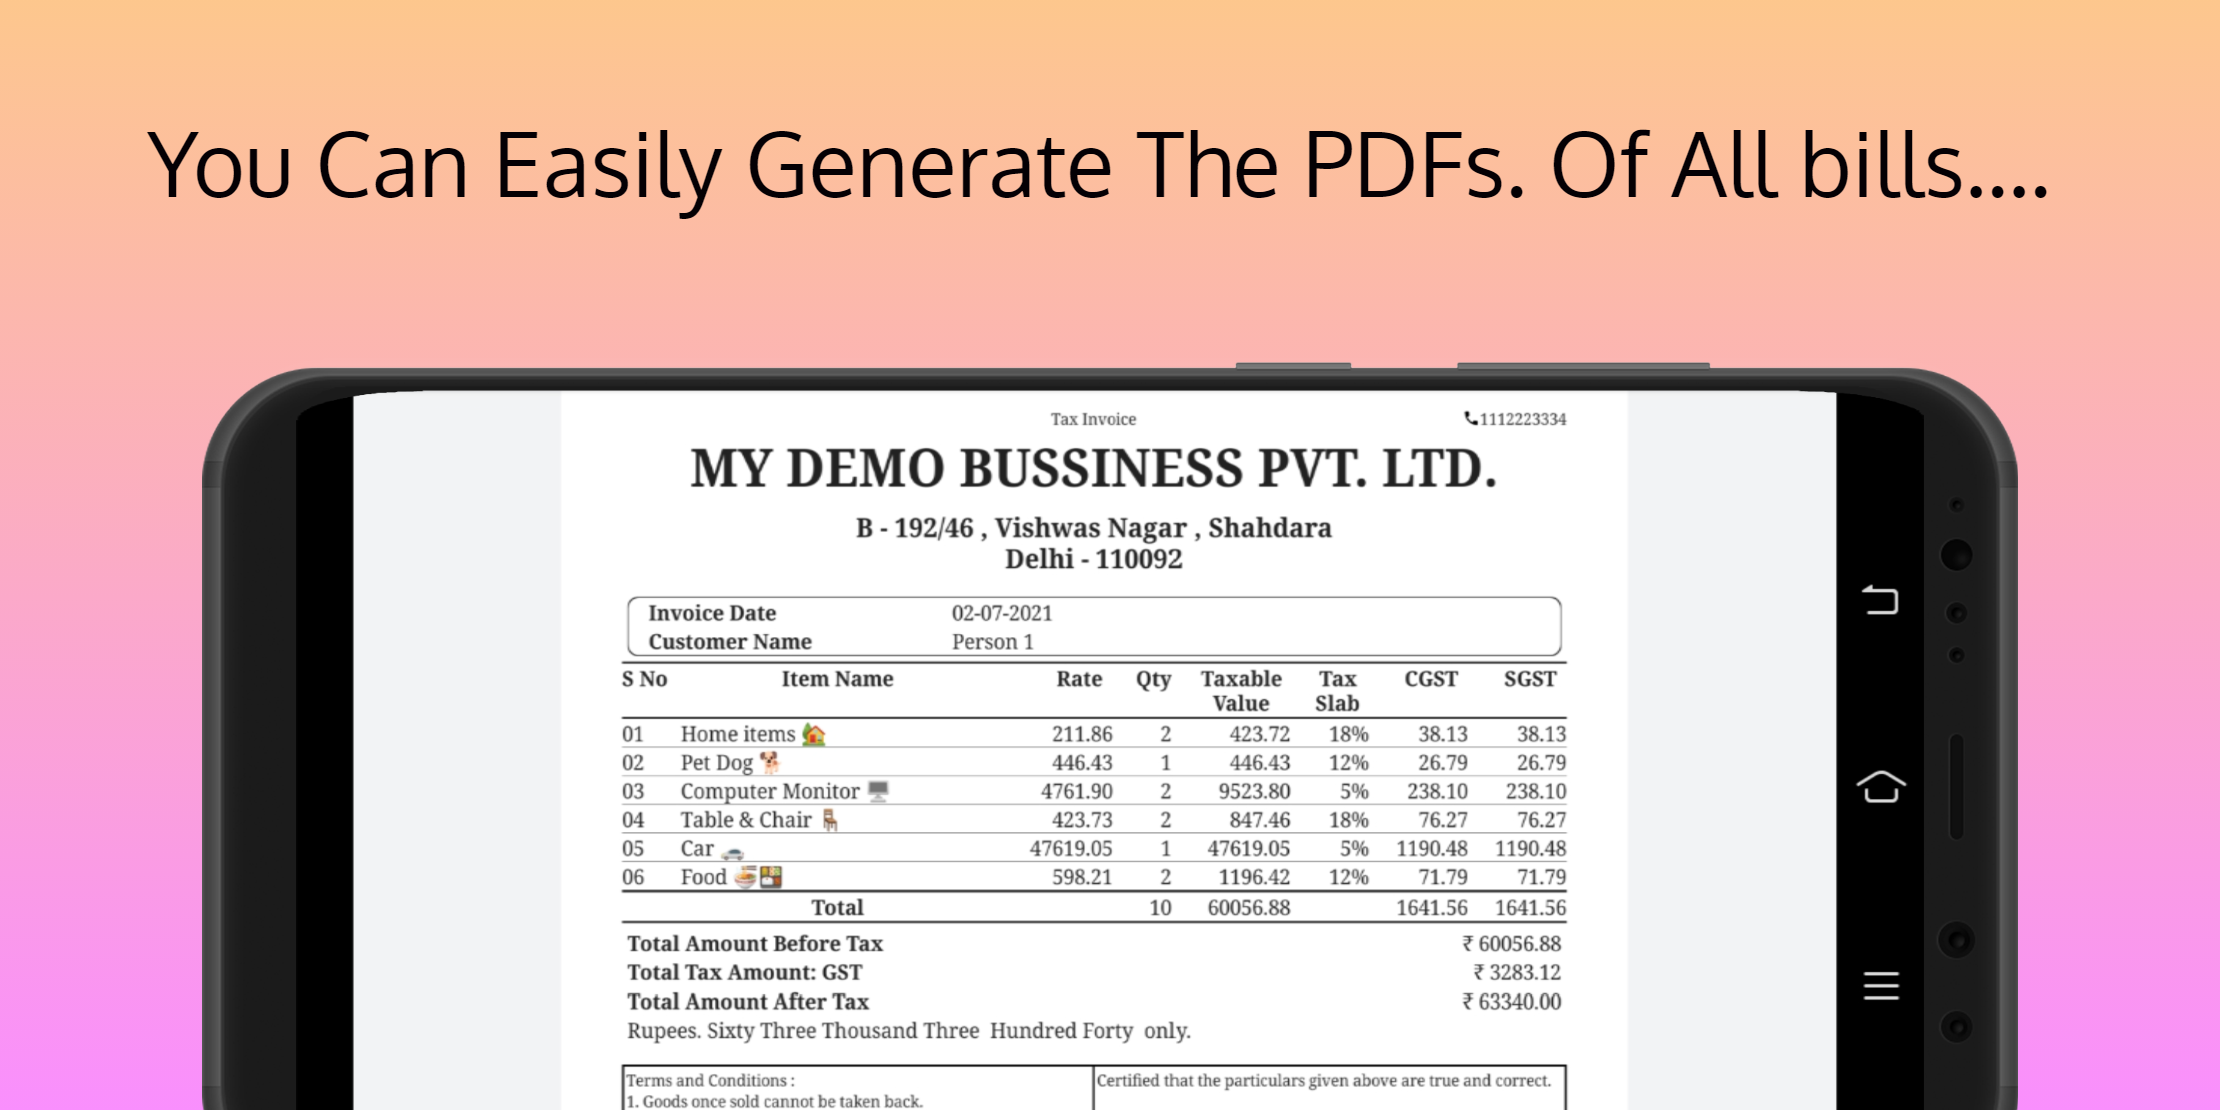 You Can Easily Generate The PDFs. Of All bills....
Tax Invoice 1112223334
MY DEMO BUSSINESS PVT. LTD.
B - 192/46 , Vishwas Nagar , Shahdara
Delhi - 110092
Invoice Date 02-07-2021
Customer Name Person 1
S No Item Name Rate Qty Taxable Value Tax Slab CGST SGST
01 Home items 211.86 2 423.72 18% 38.13 38.13
02 Pet Dog 446.43 1 446.43 12% 26.79 26.79
03 Computer Monitor 4761.90 2 9523.80 5% 238.10 238.10
04 Table & Chair 423.73 2 847.46 18% 76.27 76.27
05 Car 47619.05 1 47619.05 5% 1190.48 1190.48
06 Food 598.21 2 1196.42 12% 71.79 71.79
Total 10 60056.88 1641.56 1641.56
Total Amount Before Tax ₹ 60056.88
Total Tax Amount: GST ₹ 3283.12
Total Amount After Tax ₹ 63340.00
Rupees. Sixty Three Thousand Three Hundred Forty only.
Terms and Conditions : Certified that the particulars given above are true and correct.
1. Goods once sold cannot be taken back.